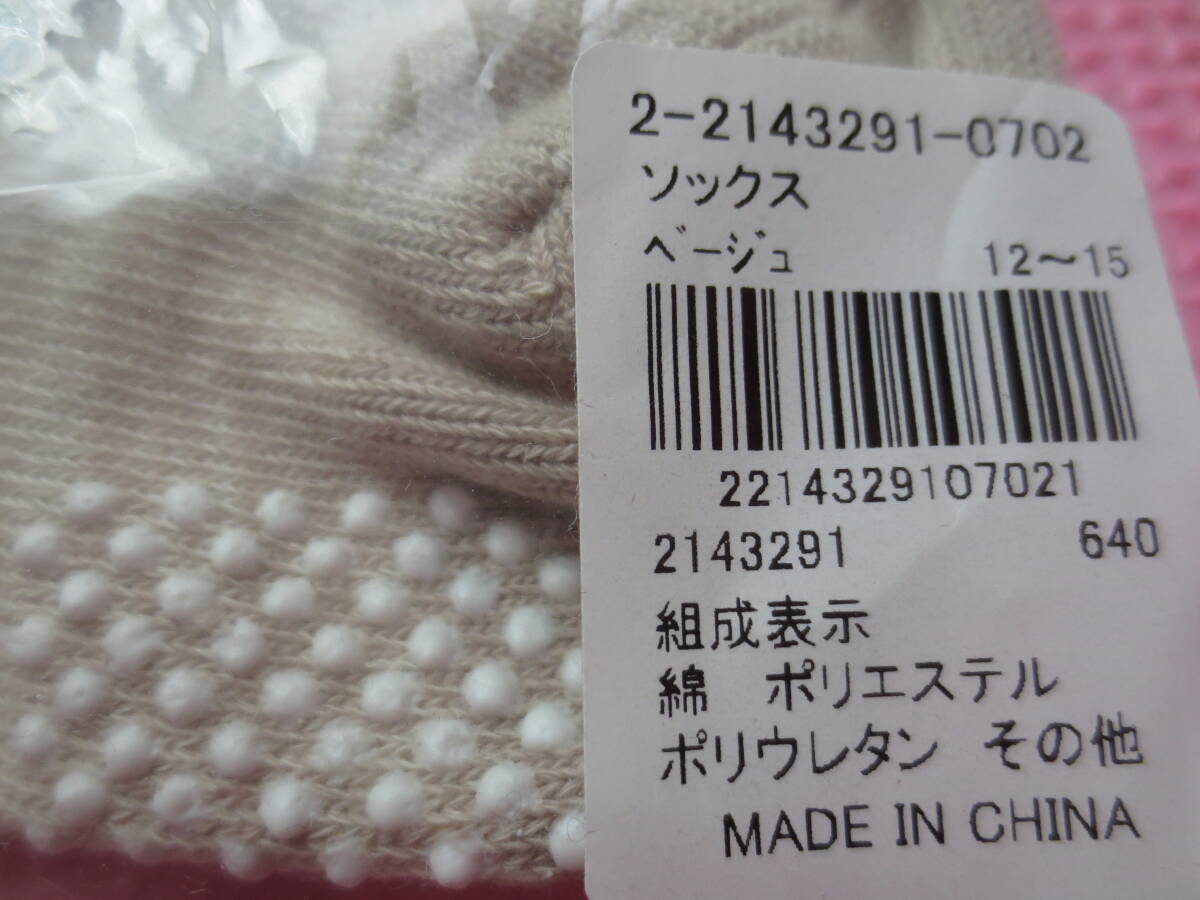 2-2143291-0702
ソックス
ﾍﾞｰｼﾞｭ 12～15
2214329107021
2143291 640
組成表示
綿 ポリエステル
ポリウレタン その他
MADE IN CHINA